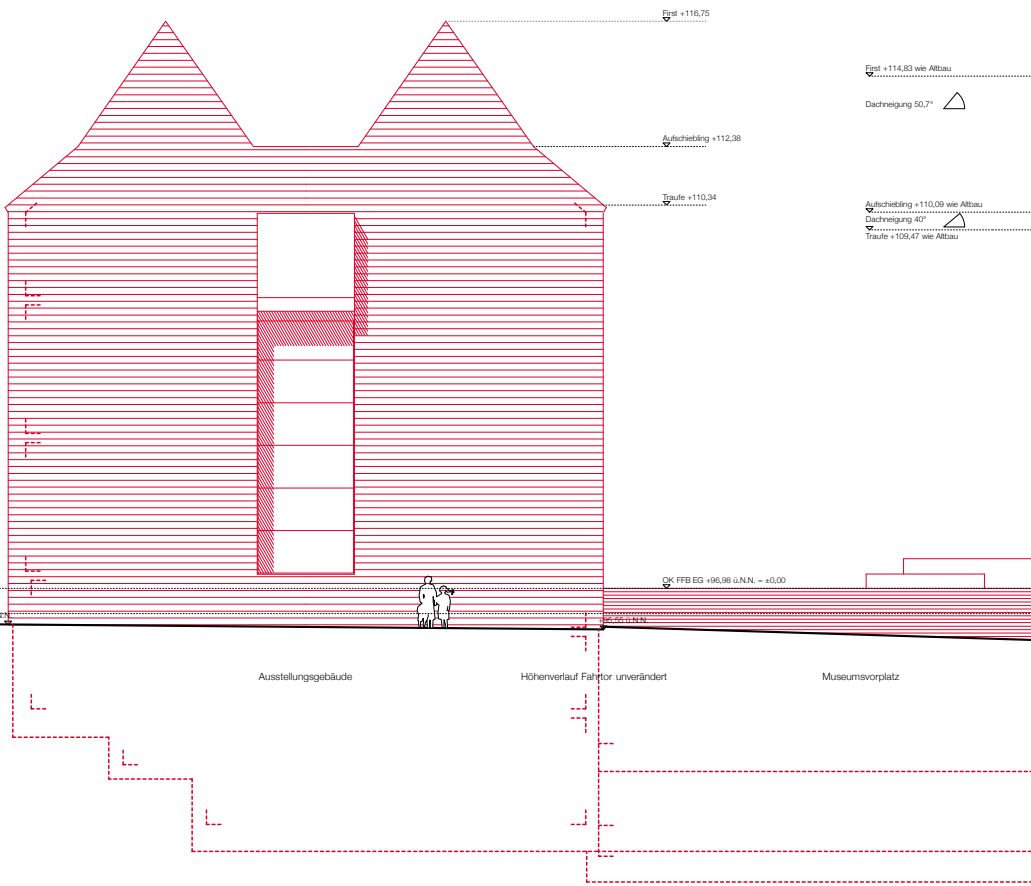 First +116,75
First +114,83 wie Altbau
Dachneigung 50,7°
Aufschiebling +112,38
Traufe +110,34
Aufschiebling +110,09 wie Altbau
Dachneigung 40°
Traufe +109,47 wie Altbau
OK FFB EG +96,98 ü.N.N. = ±0,00
+95,55 ü.N.N.
Ausstellungsgebäude
Höhenverlauf Fahrtor unverändert
Museumsvorplatz